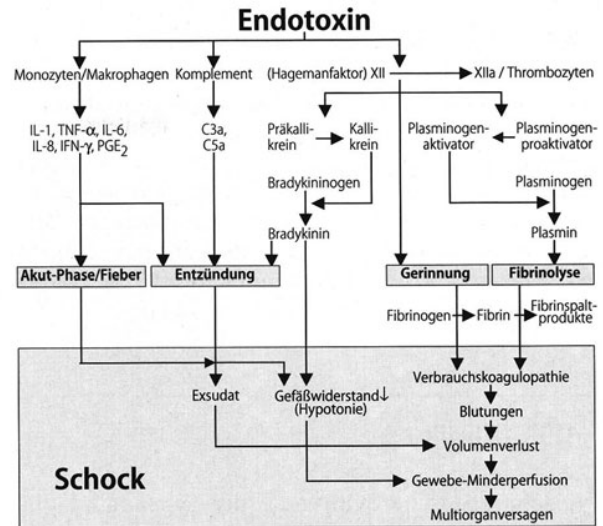 Endotoxin
Monozyten/Makrophagen
Komplement
(Hagemanfaktor) XII
XIIa / Thrombozyten
IL-1, TNF-α, IL-6,
IL-8, IFN-γ, PGE₂
C3a,
C5a
Präkalli-
krein
Kalli-
krein
Plasminogen-
aktivator
Plasminogen-
proaktivator
Bradykininogen
Plasminogen
Bradykinin
Plasmin
Akut-Phase/Fieber
Entzündung
Gerinnung
Fibrinolyse
Fibrinogen
Fibrin
Fibrinspalt-
produkte
Exsudat
Gefäßwiderstand↓
(Hypotonie)
Verbrauchskoagulopathie
Blutungen
Volumenverlust
Schock
Gewebe-Minderperfusion
Multiorganversagen